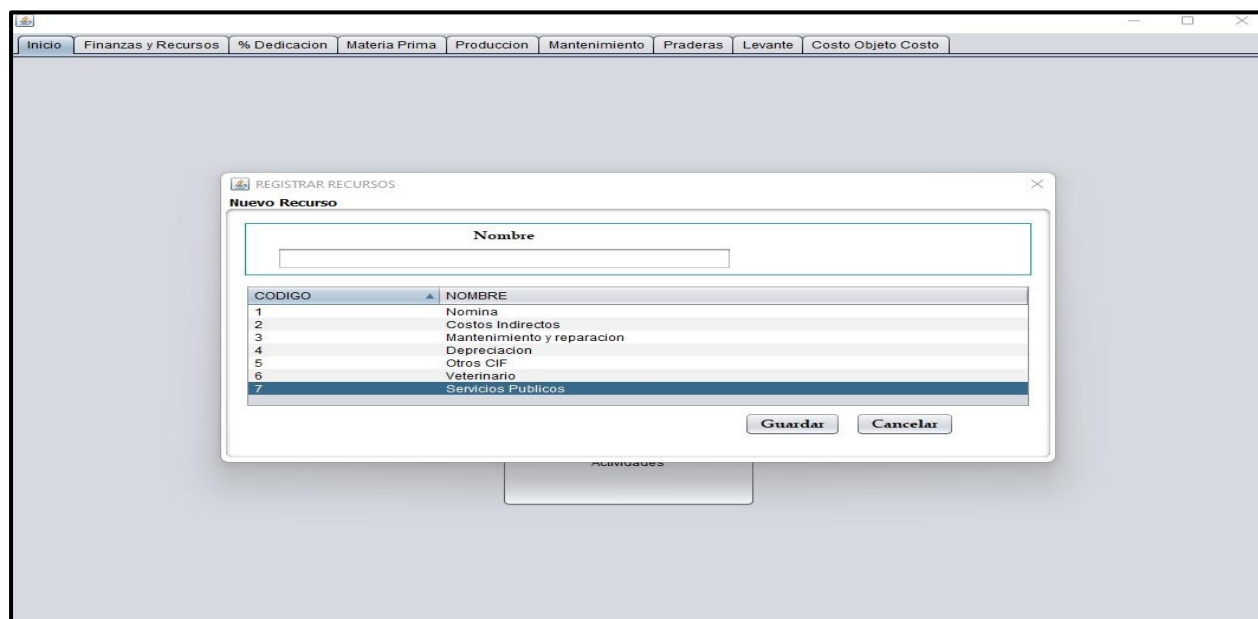 Inicio Finanzas y Recursos % Dedicacion Materia Prima Produccion Mantenimiento Praderas Levante Costo Objeto Costo
REGISTRAR RECURSOS
Nuevo Recurso
Nombre
CODIGO NOMBRE
1 Nomina
2 Costos Indirectos
3 Mantenimiento y reparacion
4 Depreciacion
5 Otros CIF
6 Veterinario
7 Servicios Publicos
Guardar Cancelar
Actividades